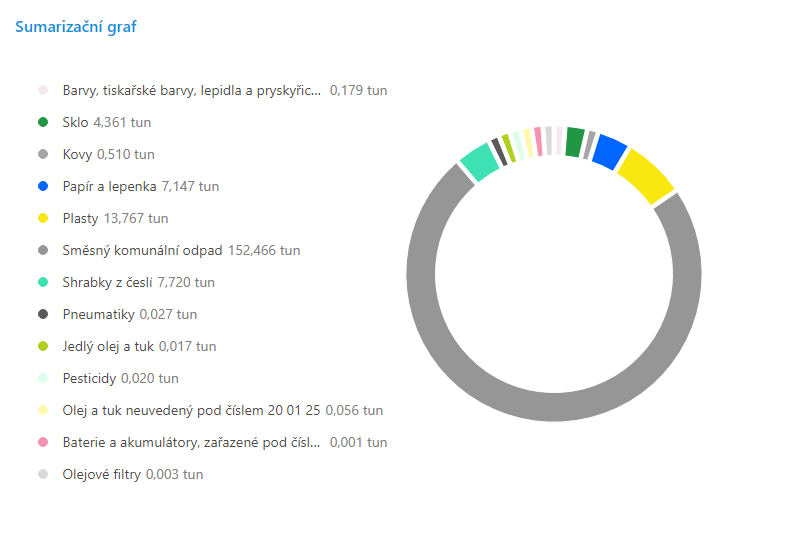 Sumarizační graf
Barvy, tiskařské barvy, lepidla a pryskyřic... 0,179 tun
Sklo 4,361 tun
Kovy 0,510 tun
Papír a lepenka 7,147 tun
Plasty 13,767 tun
Směsný komunální odpad 152,466 tun
Shrabky z česlí 7,720 tun
Pneumatiky 0,027 tun
Jedlý olej a tuk 0,017 tun
Pesticidy 0,020 tun
Olej a tuk neuvedený pod číslem 20 01 25 0,056 tun
Baterie a akumulátory, zařazené pod čísl... 0,001 tun
Olejové filtry 0,003 tun